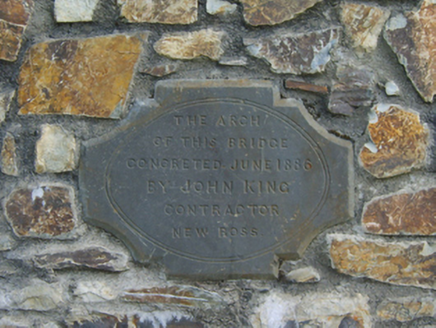 THE ARCH
OF THIS BRIDGE
CONCRETED JUNE 1886
BY JOHN KING
CONTRACTOR
NEW ROSS